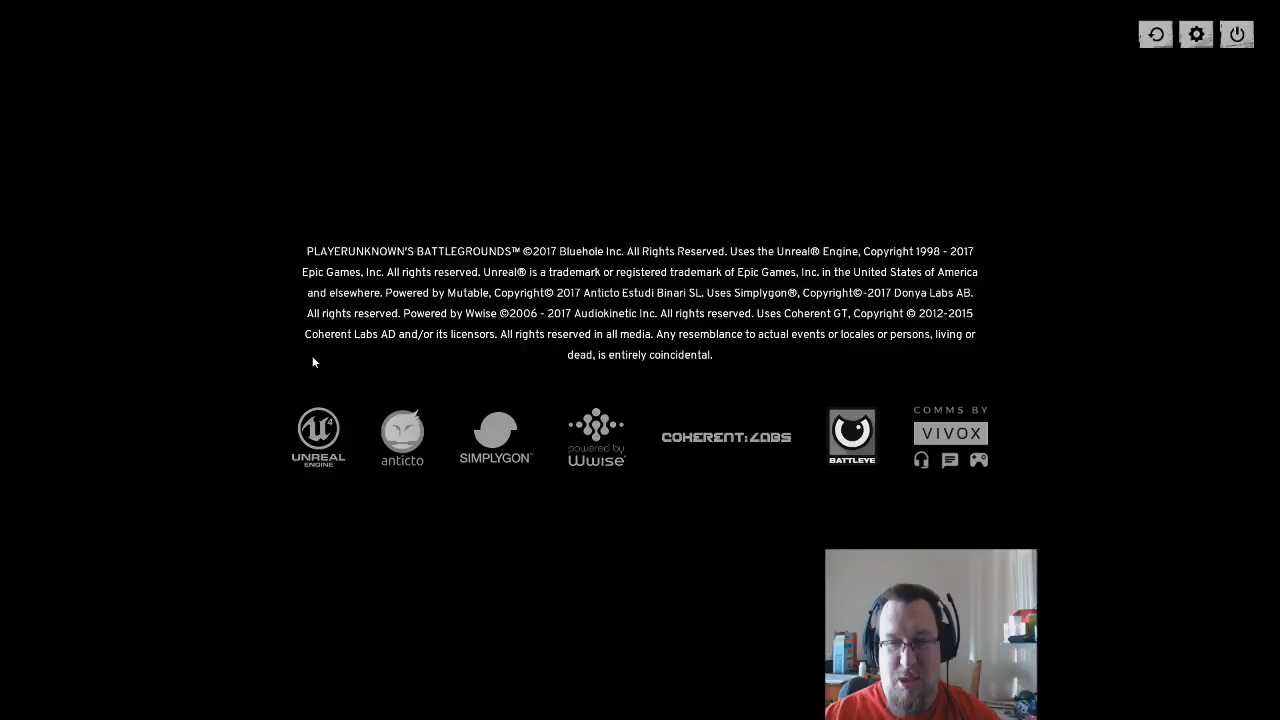 PLAYERUNKNOWN'S BATTLEGROUNDS™ ©2017 Bluehole Inc. All Rights Reserved. Uses the Unreal® Engine, Copyright 1998 - 2017
Epic Games, Inc. All rights reserved. Unreal® is a trademark or registered trademark of Epic Games, Inc. in the United States of America
and elsewhere. Powered by Mutable, Copyright© 2017 Anticto Estudi Binari SL. Uses Simplygon®, Copyright©-2017 Donya Labs AB.
All rights reserved. Powered by Wwise ©2006 - 2017 Audiokinetic Inc. All rights reserved. Uses Coherent GT, Copyright © 2012-2015
Coherent Labs AD and/or its licensors. All rights reserved in all media. Any resemblance to actual events or locales or persons, living or
dead, is entirely coincidental.
4
UNREAL
ENGINE
anticto
SIMPLYGON™
powered by
Wwise
COHERENT:LABS
BATTLEYE
COMMS BY
VIVOX